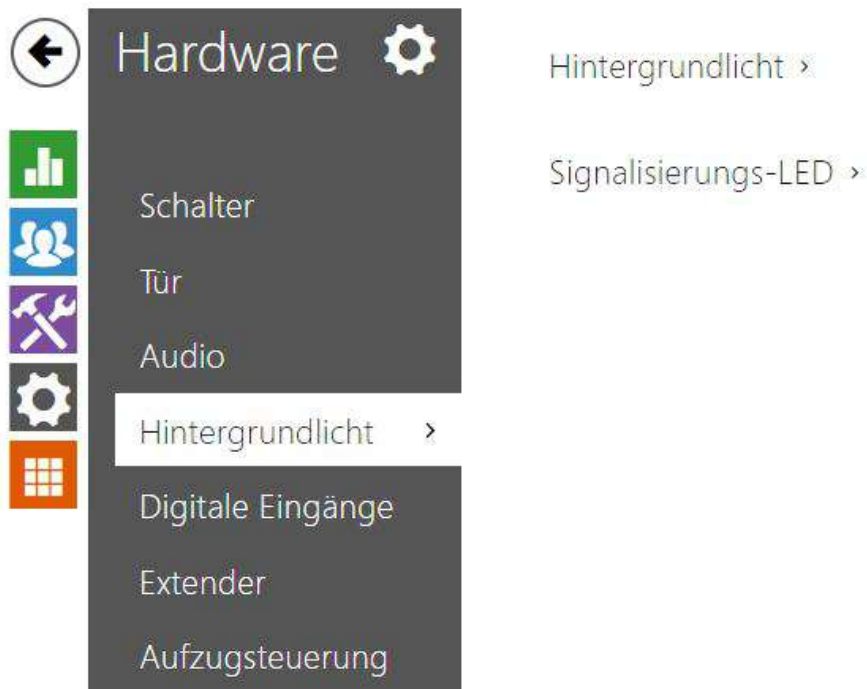 Hardware
Schalter
Tür
Audio
Hintergrundlicht ›
Digitale Eingänge
Extender
Aufzugsteuerung
Hintergrundlicht ›
Signalisierungs-LED ›